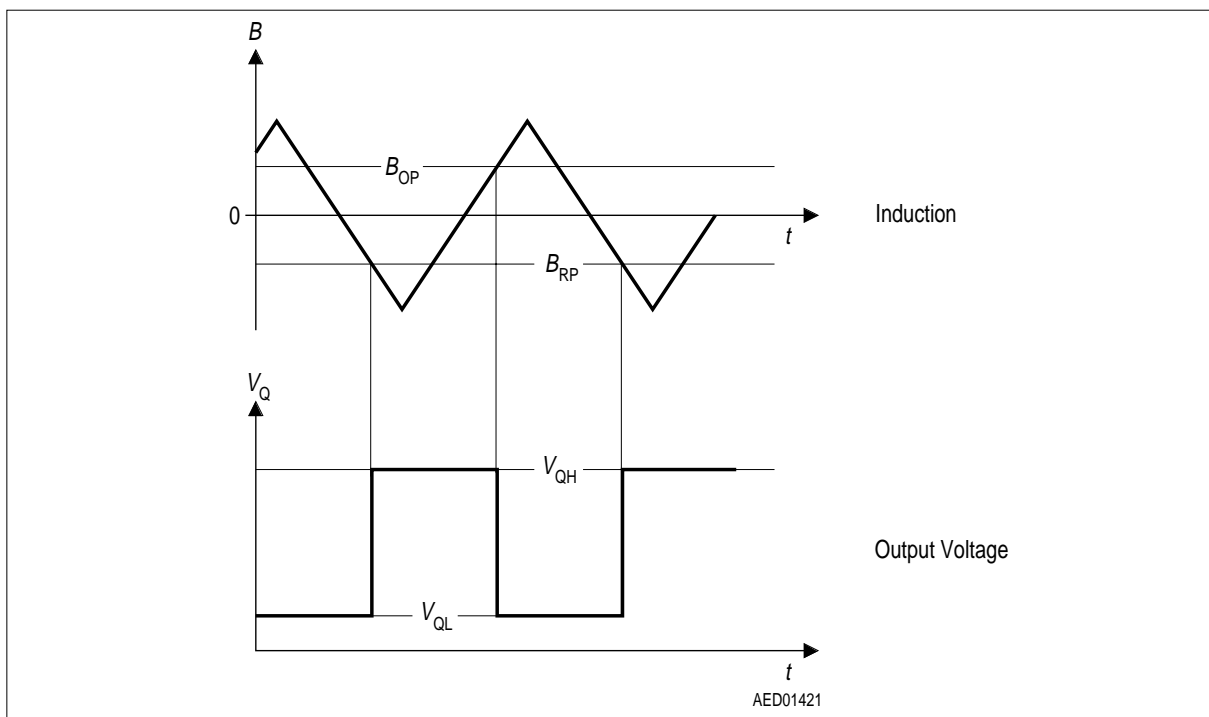 B
B_OP
0
t
Induction
B_RP
V_Q
V_QH
Output Voltage
V_QL
t
AED01421